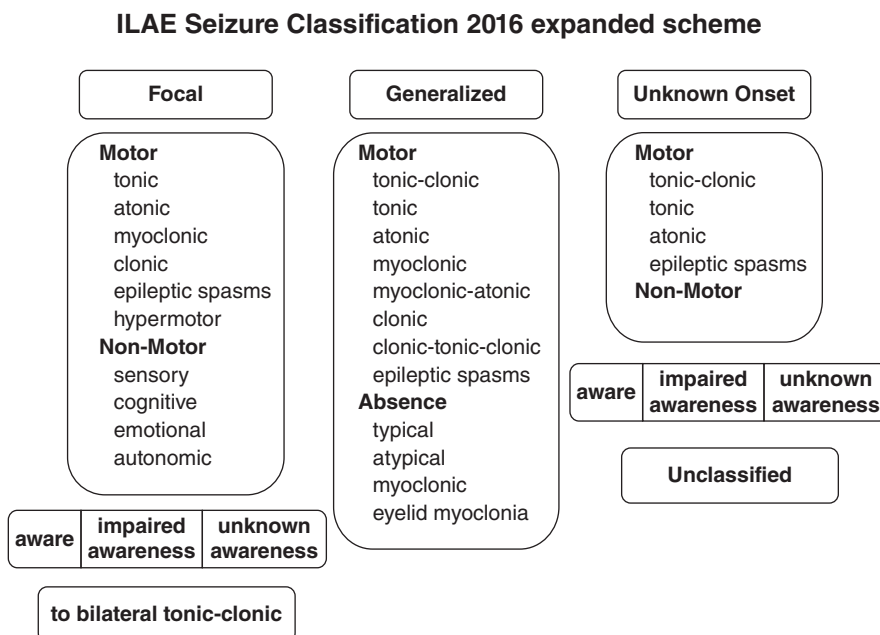 ILAE Seizure Classification 2016 expanded scheme
Focal
Motor
tonic
atonic
myoclonic
clonic
epileptic spasms
hypermotor
Non-Motor
sensory
cognitive
emotional
autonomic
aware
impaired
awareness
unknown
awareness
to bilateral tonic-clonic
Generalized
Motor
tonic-clonic
tonic
atonic
myoclonic
myoclonic-atonic
clonic
clonic-tonic-clonic
epileptic spasms
Absence
typical
atypical
myoclonic
eyelid myoclonia
Unknown Onset
Motor
tonic-clonic
tonic
atonic
epileptic spasms
Non-Motor
aware
impaired
awareness
unknown
awareness
Unclassified